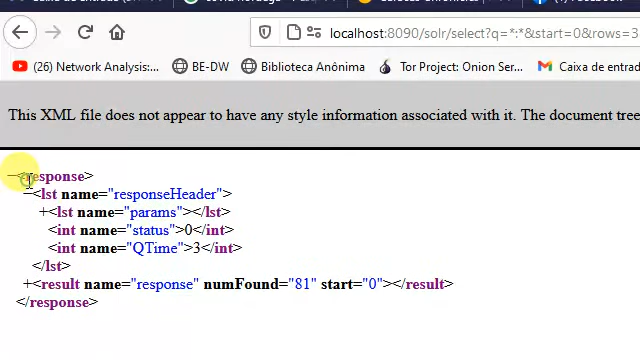 localhost:8090/solr/select?q=*:*&start=0&rows=3
(26) Network Analysis:... BE-DW Biblioteca Anônima Tor Project: Onion Ser... Caixa de entrad
This XML file does not appear to have any style information associated with it. The document tree
−<response>
−<lst name="responseHeader">
+<lst name="params"></lst>
<int name="status">0</int>
<int name="QTime">3</int>
</lst>
+<result name="response" numFound="81" start="0"></result>
</response>